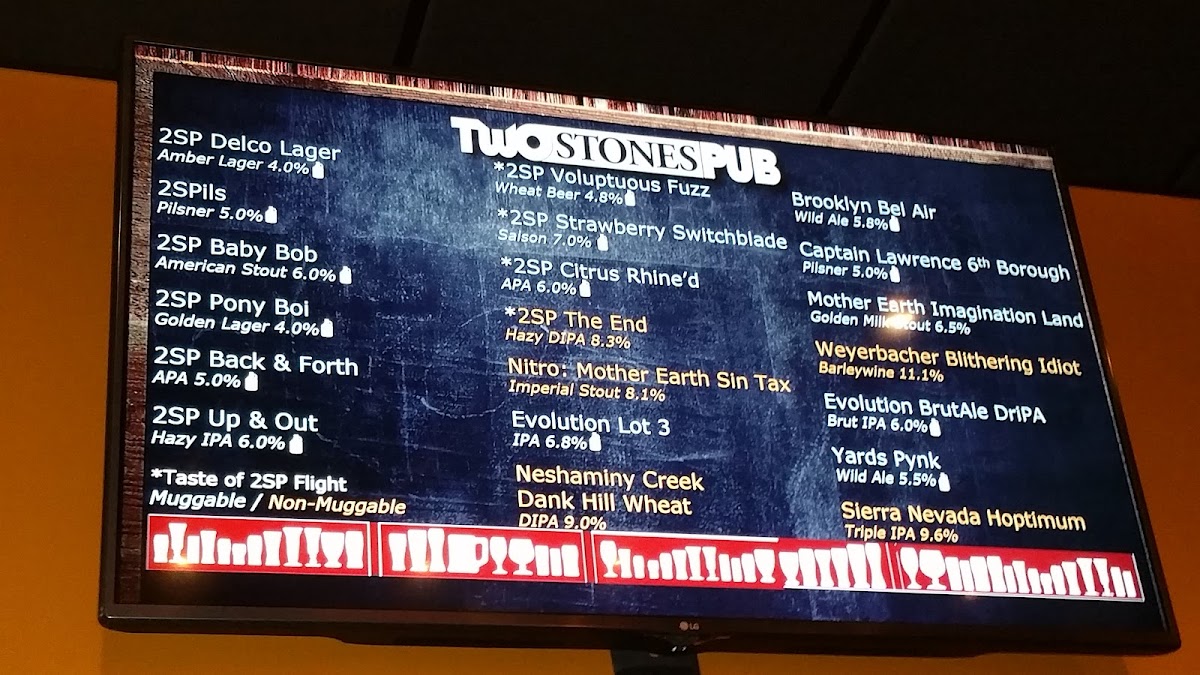 TWO STONES PUB
2SP Delco Lager
Amber Lager 4.0%
2SPils
Pilsner 5.0%
2SP Baby Bob
American Stout 6.0%
2SP Pony Boi
Golden Lager 4.0%
2SP Back & Forth
APA 5.0%
2SP Up & Out
Hazy IPA 6.0%
*Taste of 2SP Flight
Muggable / Non-Muggable
*2SP Voluptuous Fuzz
Wheat Beer 4.8%
*2SP Strawberry Switchblade
Saison 7.0%
*2SP Citrus Rhine'd
APA 6.0%
*2SP The End
Hazy DIPA 8.3%
Nitro: Mother Earth Sin Tax
Imperial Stout 8.1%
Evolution Lot 3
IPA 6.8%
Neshaminy Creek
Dank Hill Wheat
DIPA 9.0%
Brooklyn Bel Air
Wild Ale 5.8%
Captain Lawrence 6th Borough
Pilsner 5.0%
Mother Earth Imagination Land
Golden Milk Stout 6.5%
Weyerbacher Blithering Idiot
Barleywine 11.1%
Evolution BrutAle DrIPA
Brut IPA 6.0%
Yards Pynk
Wild Ale 5.5%
Sierra Nevada Hoptimum
Triple IPA 9.6%
LG